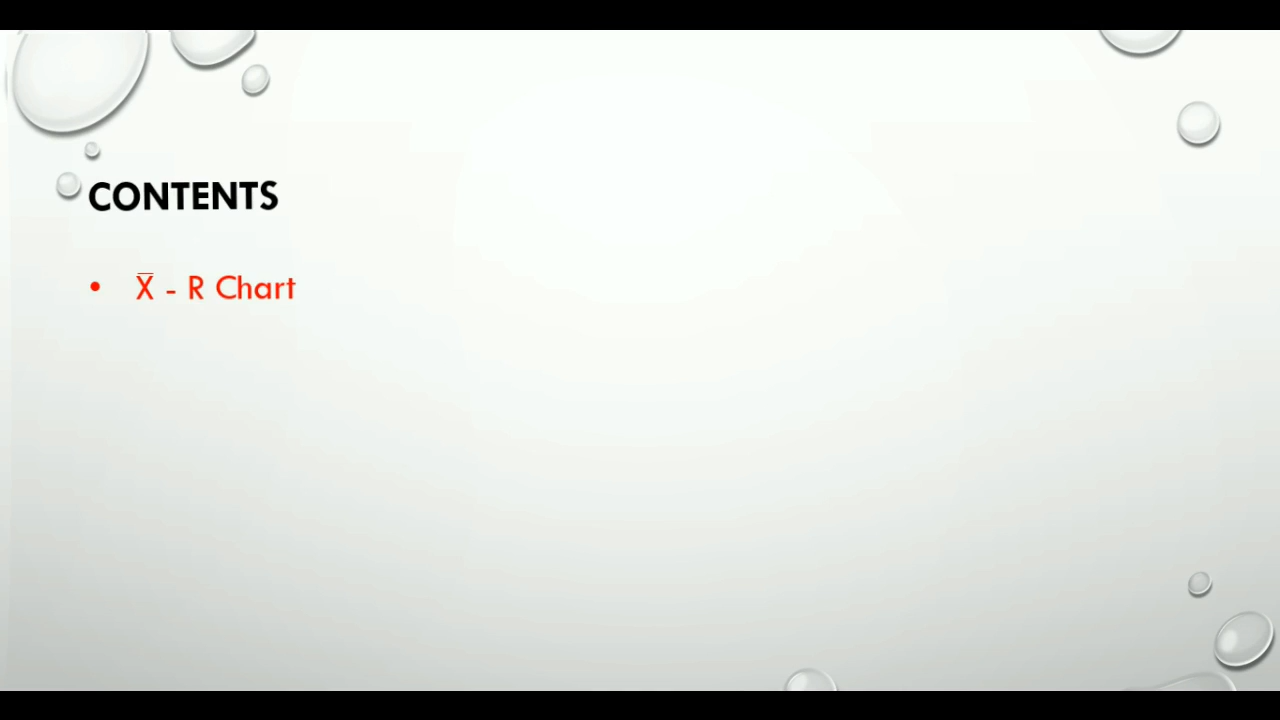 CONTENTS
• X̅ - R Chart